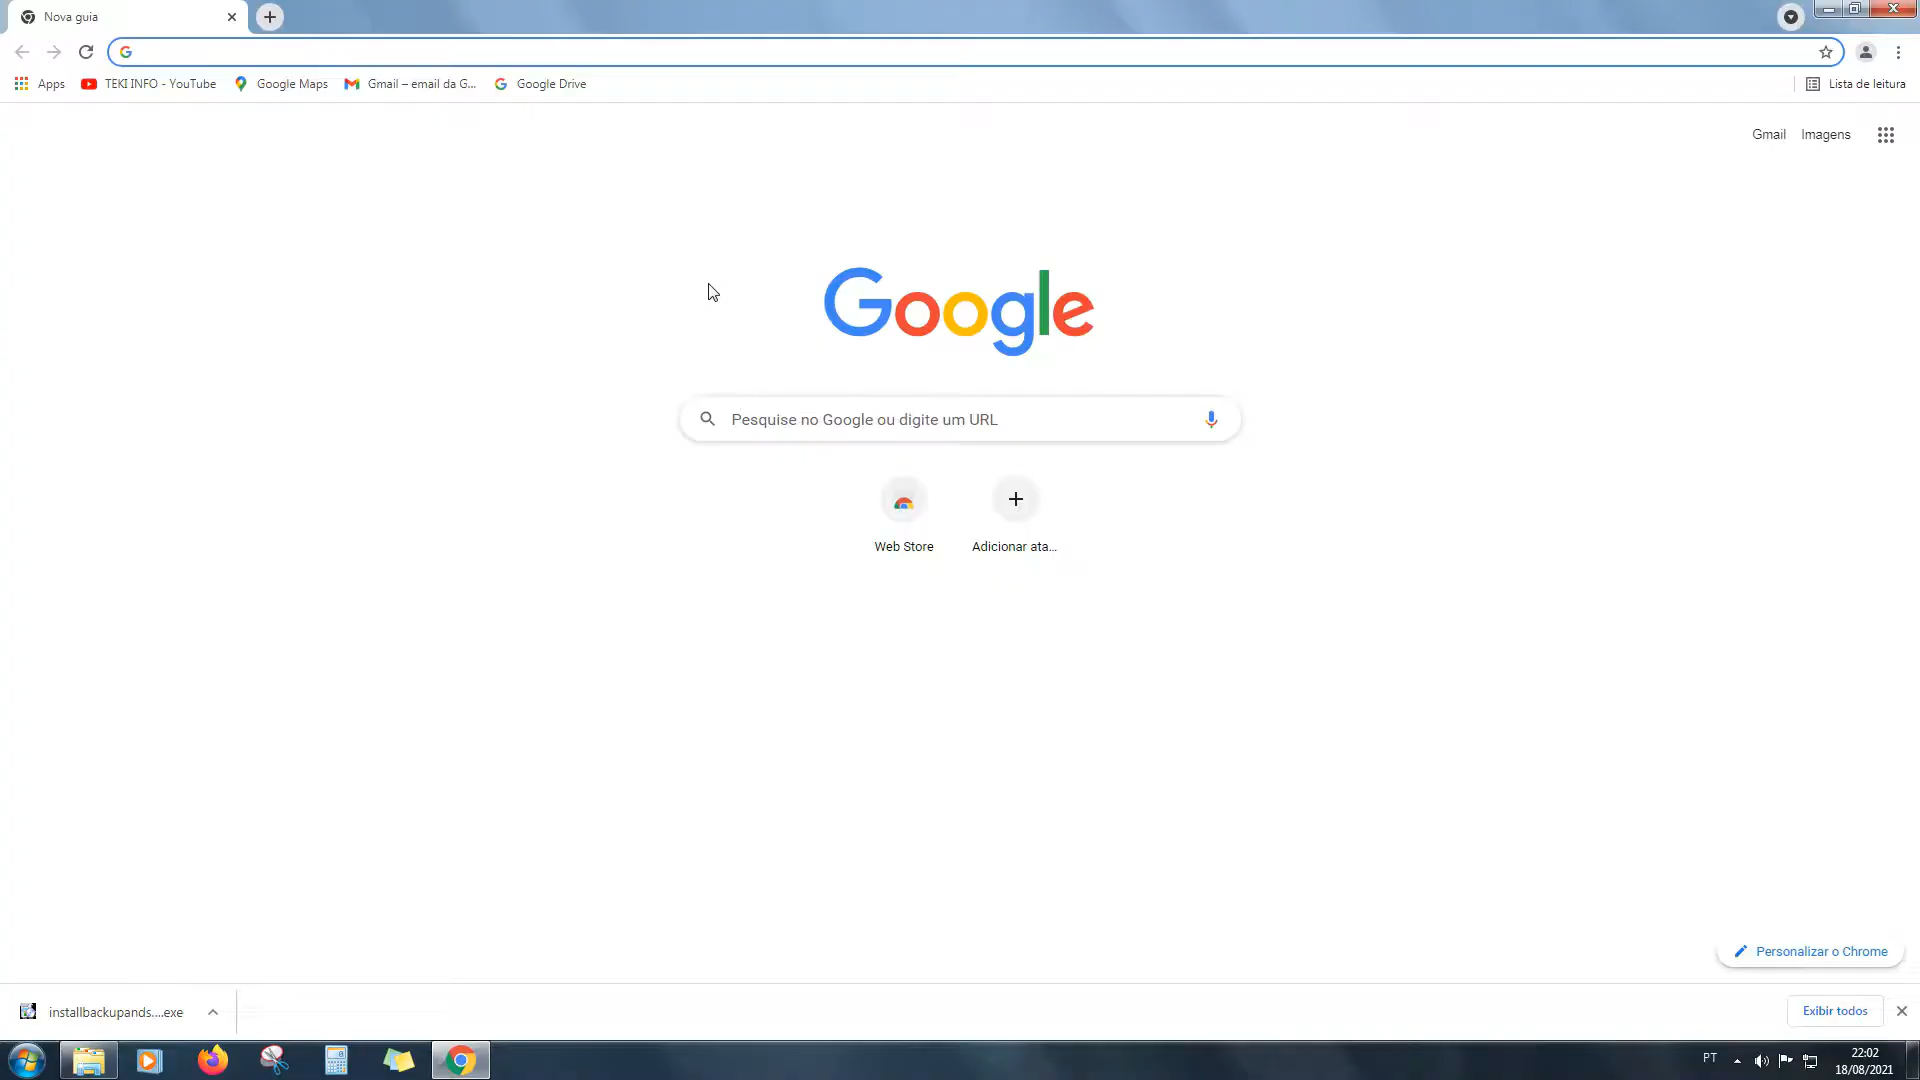 Nova guia
Apps
TEKI INFO - YouTube
Google Maps
Gmail – email da G...
Google Drive
Lista de leitura
Gmail
Imagens
Google
Pesquise no Google ou digite um URL
Web Store
Adicionar ata...
Personalizar o Chrome
installbackupands....exe
Exibir todos
PT
22:02
18/08/2021